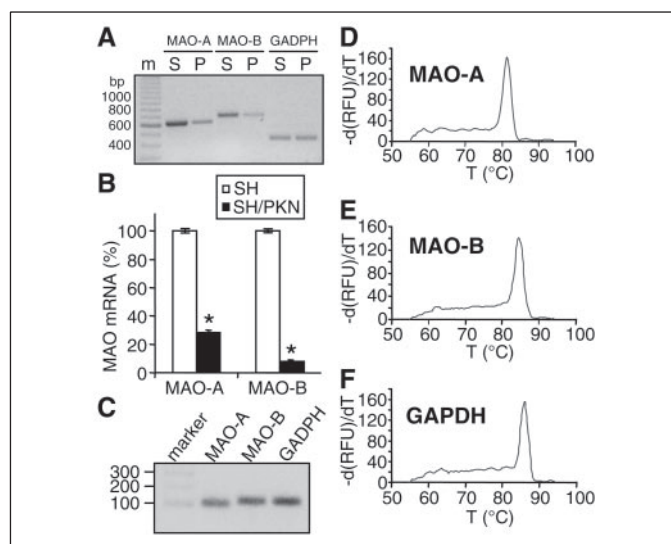 A
MAO-A MAO-B GADPH
m S P S P S P
bp
1000
800
600
400
B
SH
SH/PKN
MAO mRNA (%)
100
80
60
40
20
0
* *
MAO-A MAO-B
C
marker MAO-A MAO-B GADPH
300
200
100
D
MAO-A
-d(RFU)/dT
160
120
80
40
0
50 60 70 80 90 100
T (°C)
E
MAO-B
-d(RFU)/dT
160
120
80
40
0
50 60 70 80 90 100
T (°C)
F
GAPDH
-d(RFU)/dT
160
120
80
40
0
50 60 70 80 90 100
T (°C)